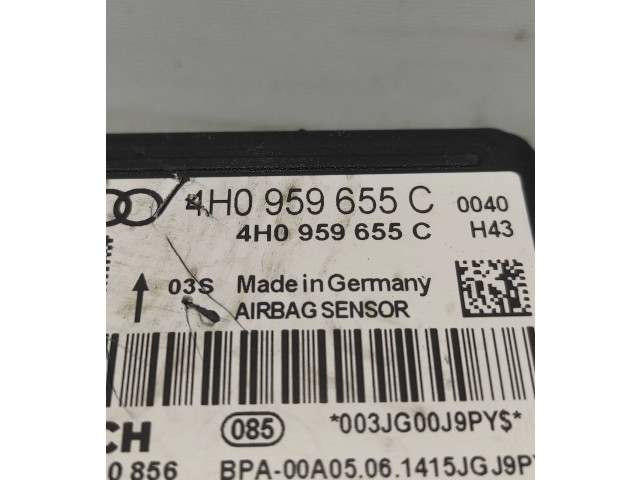 4H0 959 655 C 0040
4H0 959 655 C H43
03S Made in Germany
AIRBAG SENSOR
CH 085 *003JG00J9PY$*
0 856 BPA-00A05.06.1415JGJ9PY